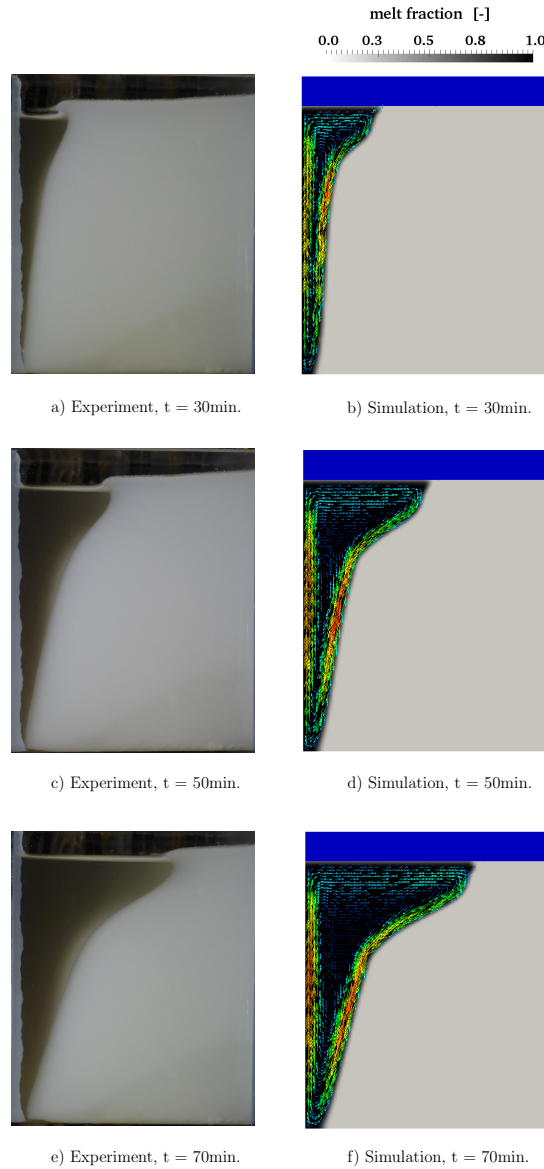 melt fraction [-]
0.0 0.3 0.5 0.8 1.0
a) Experiment, t = 30min.
b) Simulation, t = 30min.
c) Experiment, t = 50min.
d) Simulation, t = 50min.
e) Experiment, t = 70min.
f) Simulation, t = 70min.